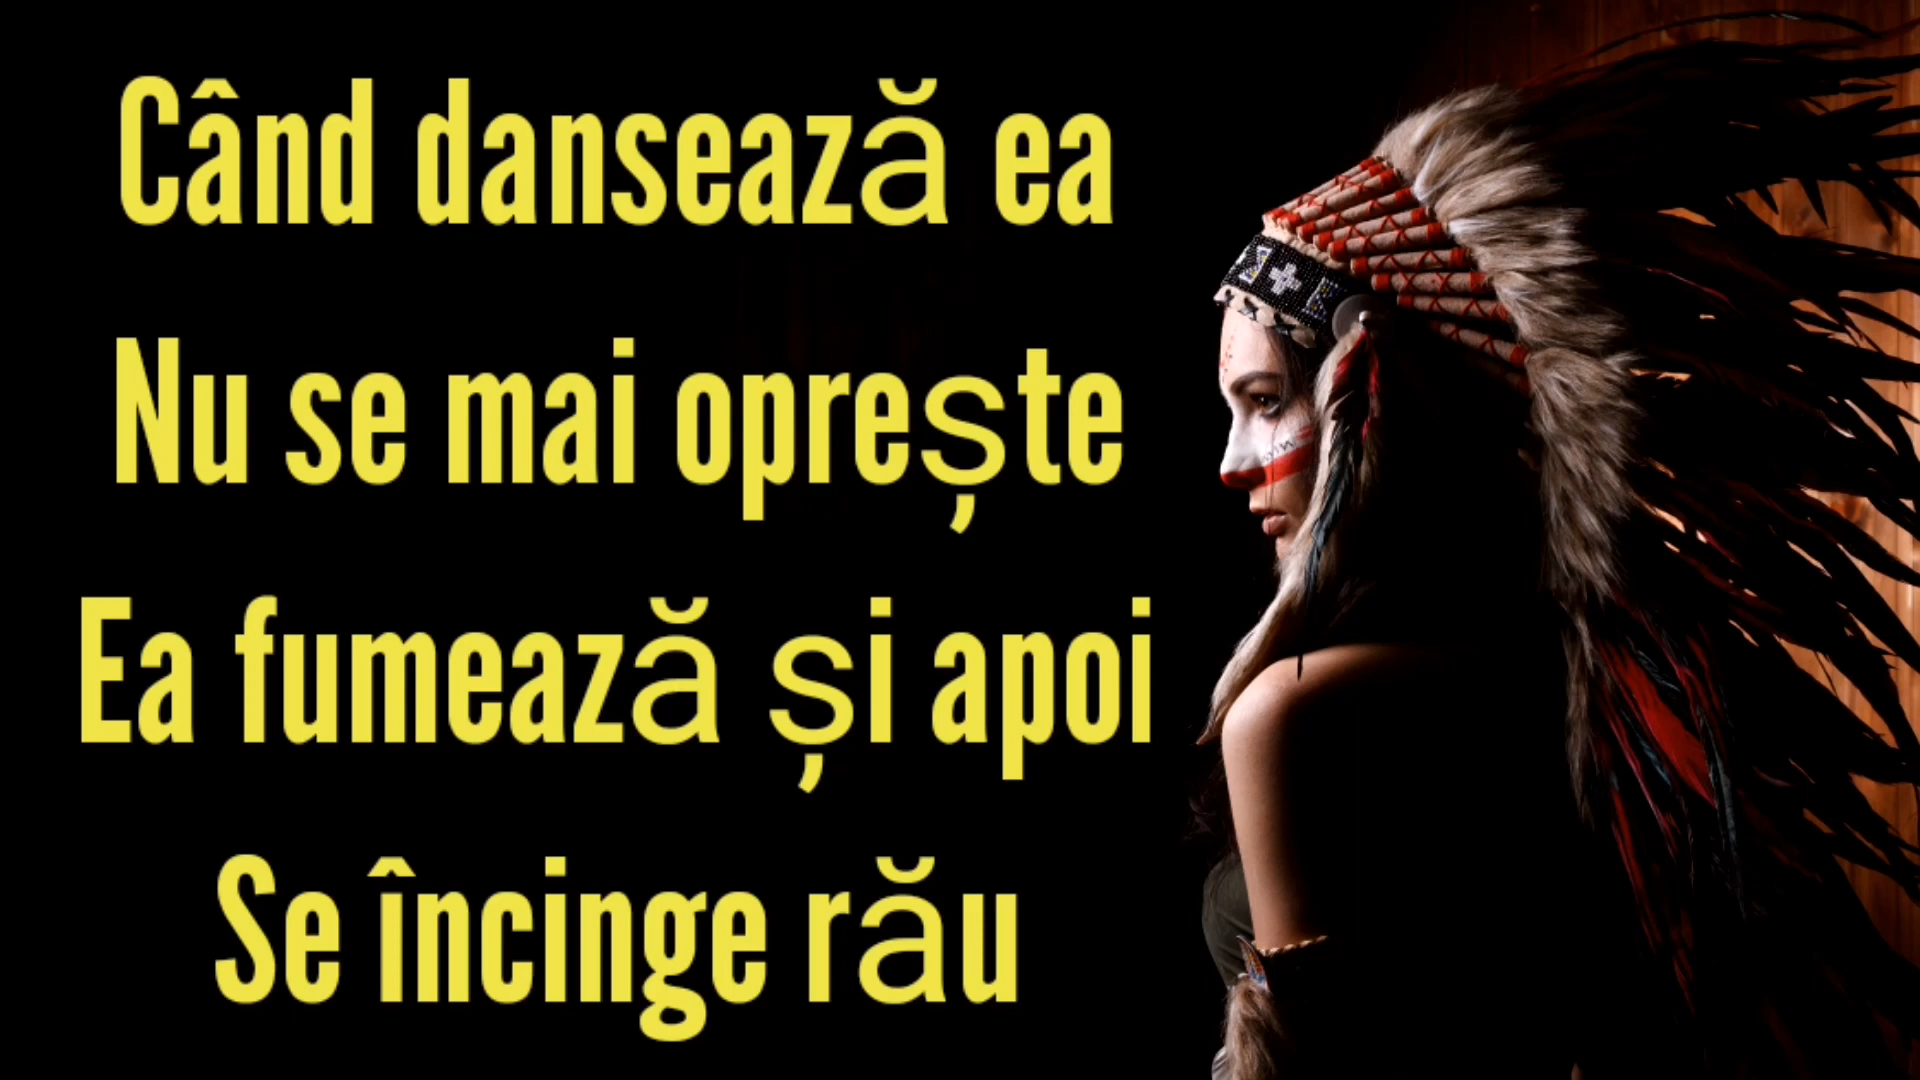 Când dansează ea
Nu se mai oprește
Ea fumează și apoi
Se încinge rău